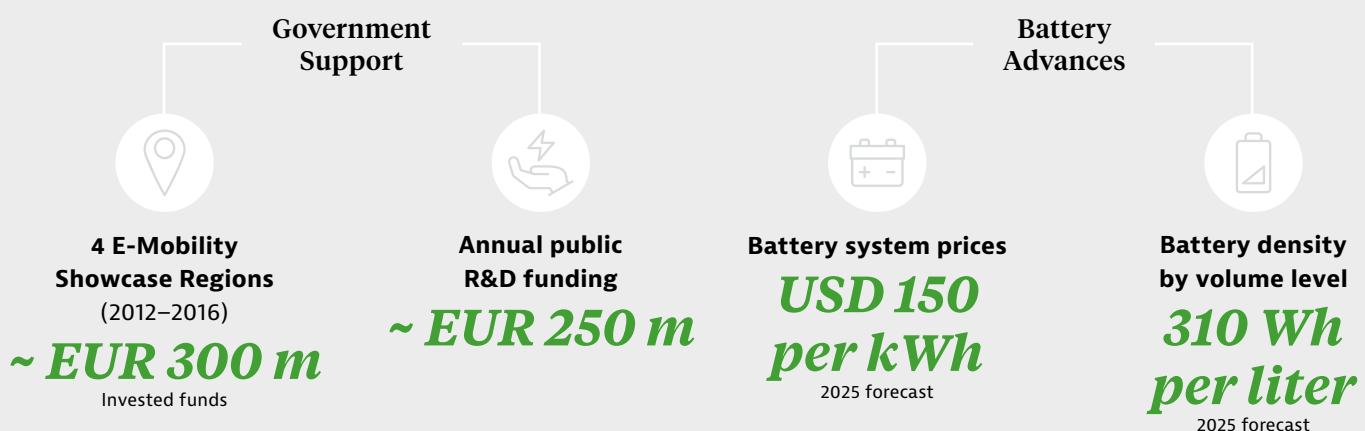 Government
Support
4 E-Mobility
Showcase Regions
(2012–2016)
~ EUR 300 m
Invested funds
Annual public
R&D funding
~ EUR 250 m
Battery
Advances
Battery system prices
USD 150
per kWh
2025 forecast
Battery density
by volume level
310 Wh
per liter
2025 forecast